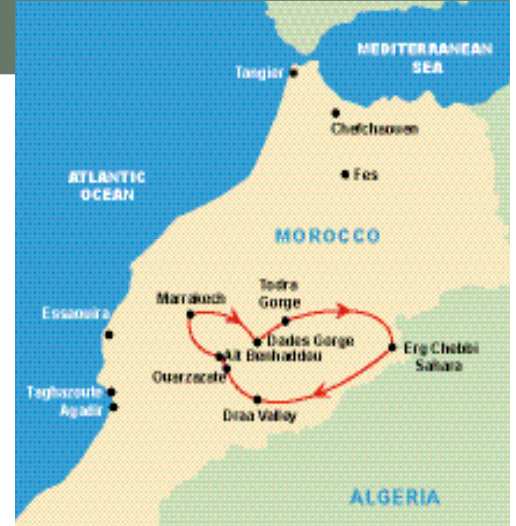 MEDITERRANEAN
SEA
Tangier
Chefchaouen
Fes
ATLANTIC
OCEAN
MOROCCO
Todra
Gorge
Marrakech
Essaouira
Dades Gorge
Erg Chebbi
Sahara
Ait Benhaddou
Ouarzazate
Taghazoute
Agadir
Draa Valley
ALGERIA